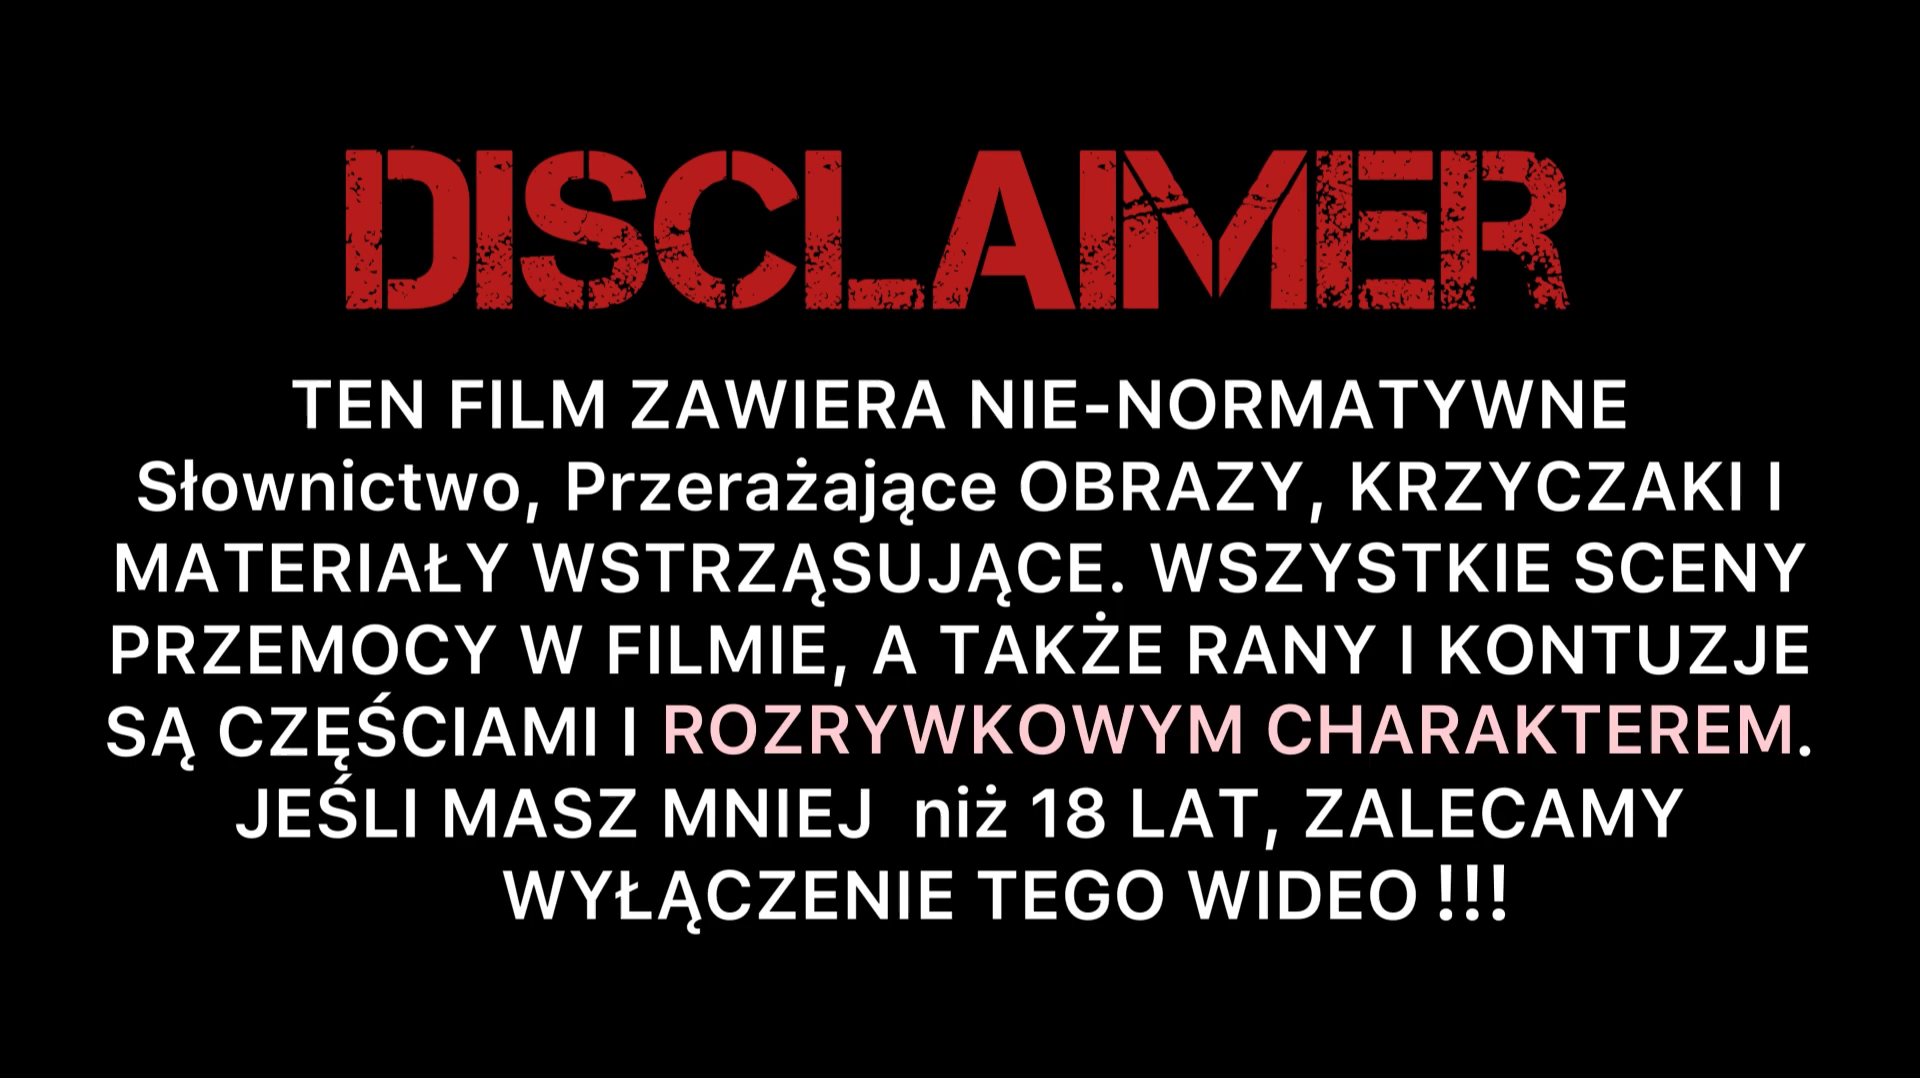 DISCLAIMER
TEN FILM ZAWIERA NIE-NORMATYWNE
Słownictwo, Przerażające OBRAZY, KRZYCZAKI I
MATERIAŁY WSTRZĄSUJĄCE. WSZYSTKIE SCENY
PRZEMOCY W FILMIE, A TAKŻE RANY I KONTUZJE
SĄ CZĘŚCIAMI I ROZRYWKOWYM CHARAKTEREM.
JEŚLI MASZ MNIEJ niż 18 LAT, ZALECAMY
WYŁĄCZENIE TEGO WIDEO !!!